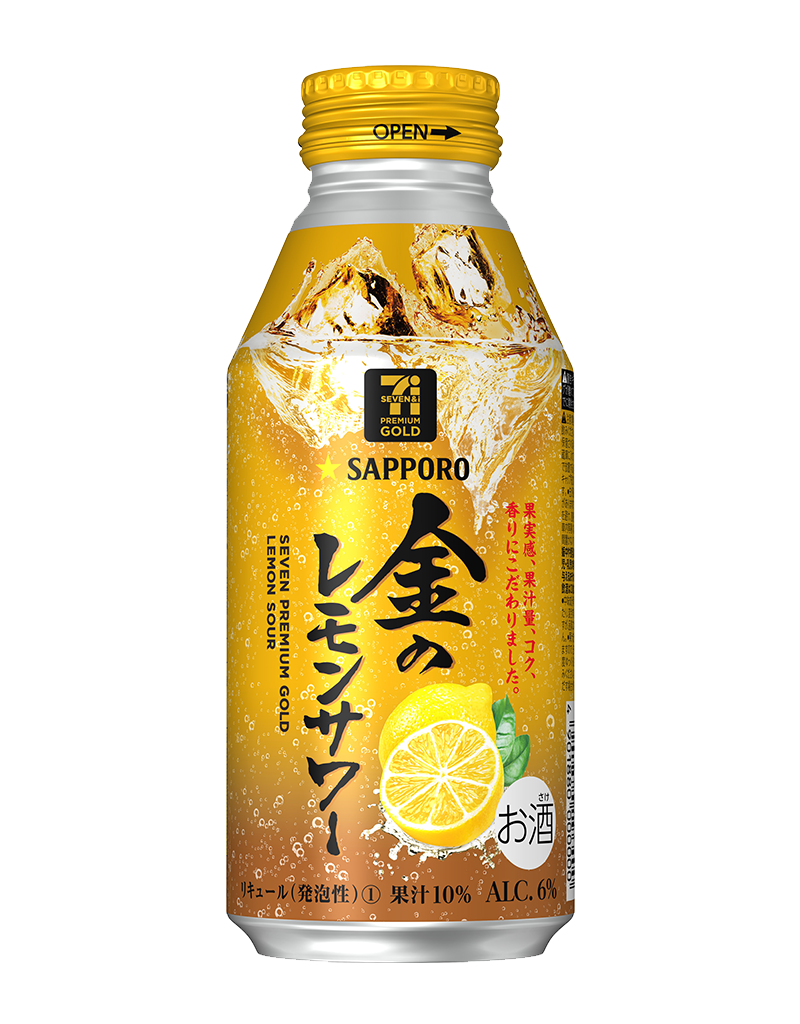 OPEN→
7i
SEVEN&i
PREMIUM
GOLD
★SAPPORO
果実感、果汁量、コク、
香りにこだわりました。
金の
レモンサワー
SEVEN PREMIUM GOLD
LEMON SOUR
さけ
お酒
リキュール(発泡性)① 果汁10% ALC. 6%